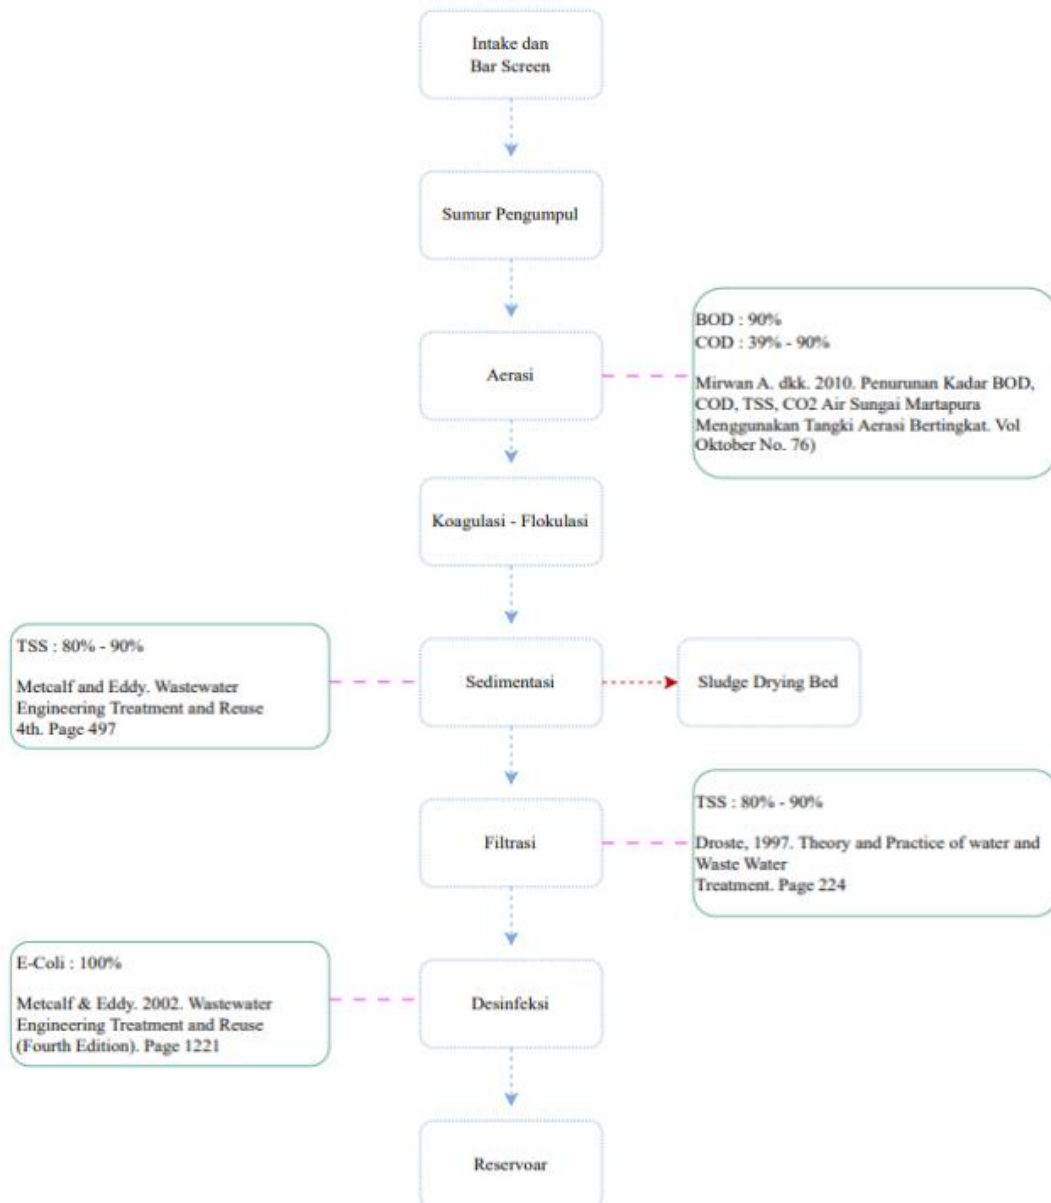 Intake dan
Bar Screen
Sumur Pengumpul
Aerasi
BOD : 90%
COD : 39% - 90%
Mirwan A. dkk. 2010. Penurunan Kadar BOD,
COD, TSS, CO2 Air Sungai Martapura
Menggunakan Tangki Aerasi Bertingkat. Vol
Oktober No. 76)
Koagulasi - Flokulasi
TSS : 80% - 90%
Metcalf and Eddy. Wastewater
Engineering Treatment and Reuse
4th. Page 497
Sedimentasi
Sludge Drying Bed
Filtrasi
TSS : 80% - 90%
Droste, 1997. Theory and Practice of water and
Waste Water
Treatment. Page 224
E-Coli : 100%
Metcalf & Eddy. 2002. Wastewater
Engineering Treatment and Reuse
(Fourth Edition). Page 1221
Desinfeksi
Reservoar